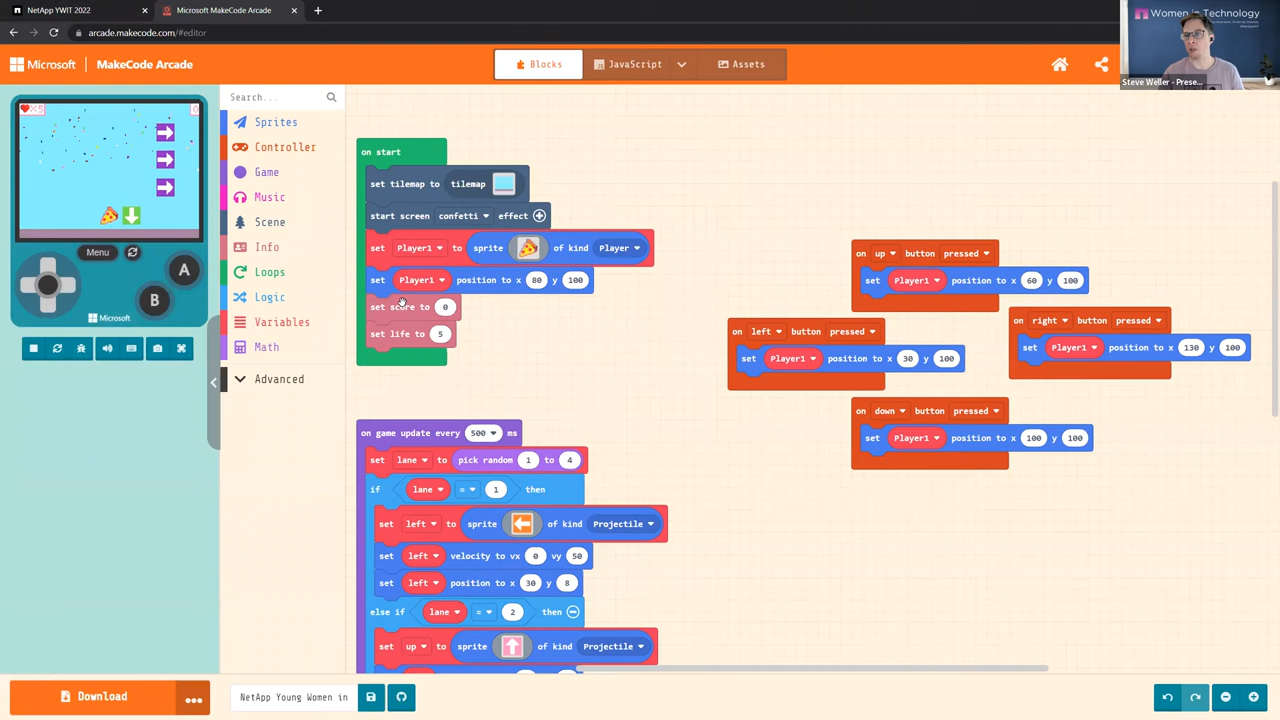 NetApp YWIT 2022
Microsoft MakeCode Arcade
arcade.makecode.com/#editor
Women in Technology
Steve Weller - Prese...
Microsoft
MakeCode Arcade
Blocks
JavaScript
Assets
×5
0
Menu
A
B
Microsoft
Search...
Sprites
Controller
Game
Music
Scene
Info
Loops
Logic
Variables
Math
Advanced
on start
set tilemap to tilemap
start screen confetti effect
set Player1 to sprite of kind Player
set Player1 position to x 80 y 100
set score to 0
set life to 5
on game update every 500 ms
set lane to pick random 1 to 4
if lane = 1 then
set left to sprite of kind Projectile
set left velocity to vx 0 vy 50
set left position to x 30 y 8
else if lane = 2 then
set up to sprite of kind Projectile
on up button pressed
set Player1 position to x 60 y 100
on left button pressed
set Player1 position to x 30 y 100
on right button pressed
set Player1 position to x 130 y 100
on down button pressed
set Player1 position to x 100 y 100
Download
NetApp Young Women in